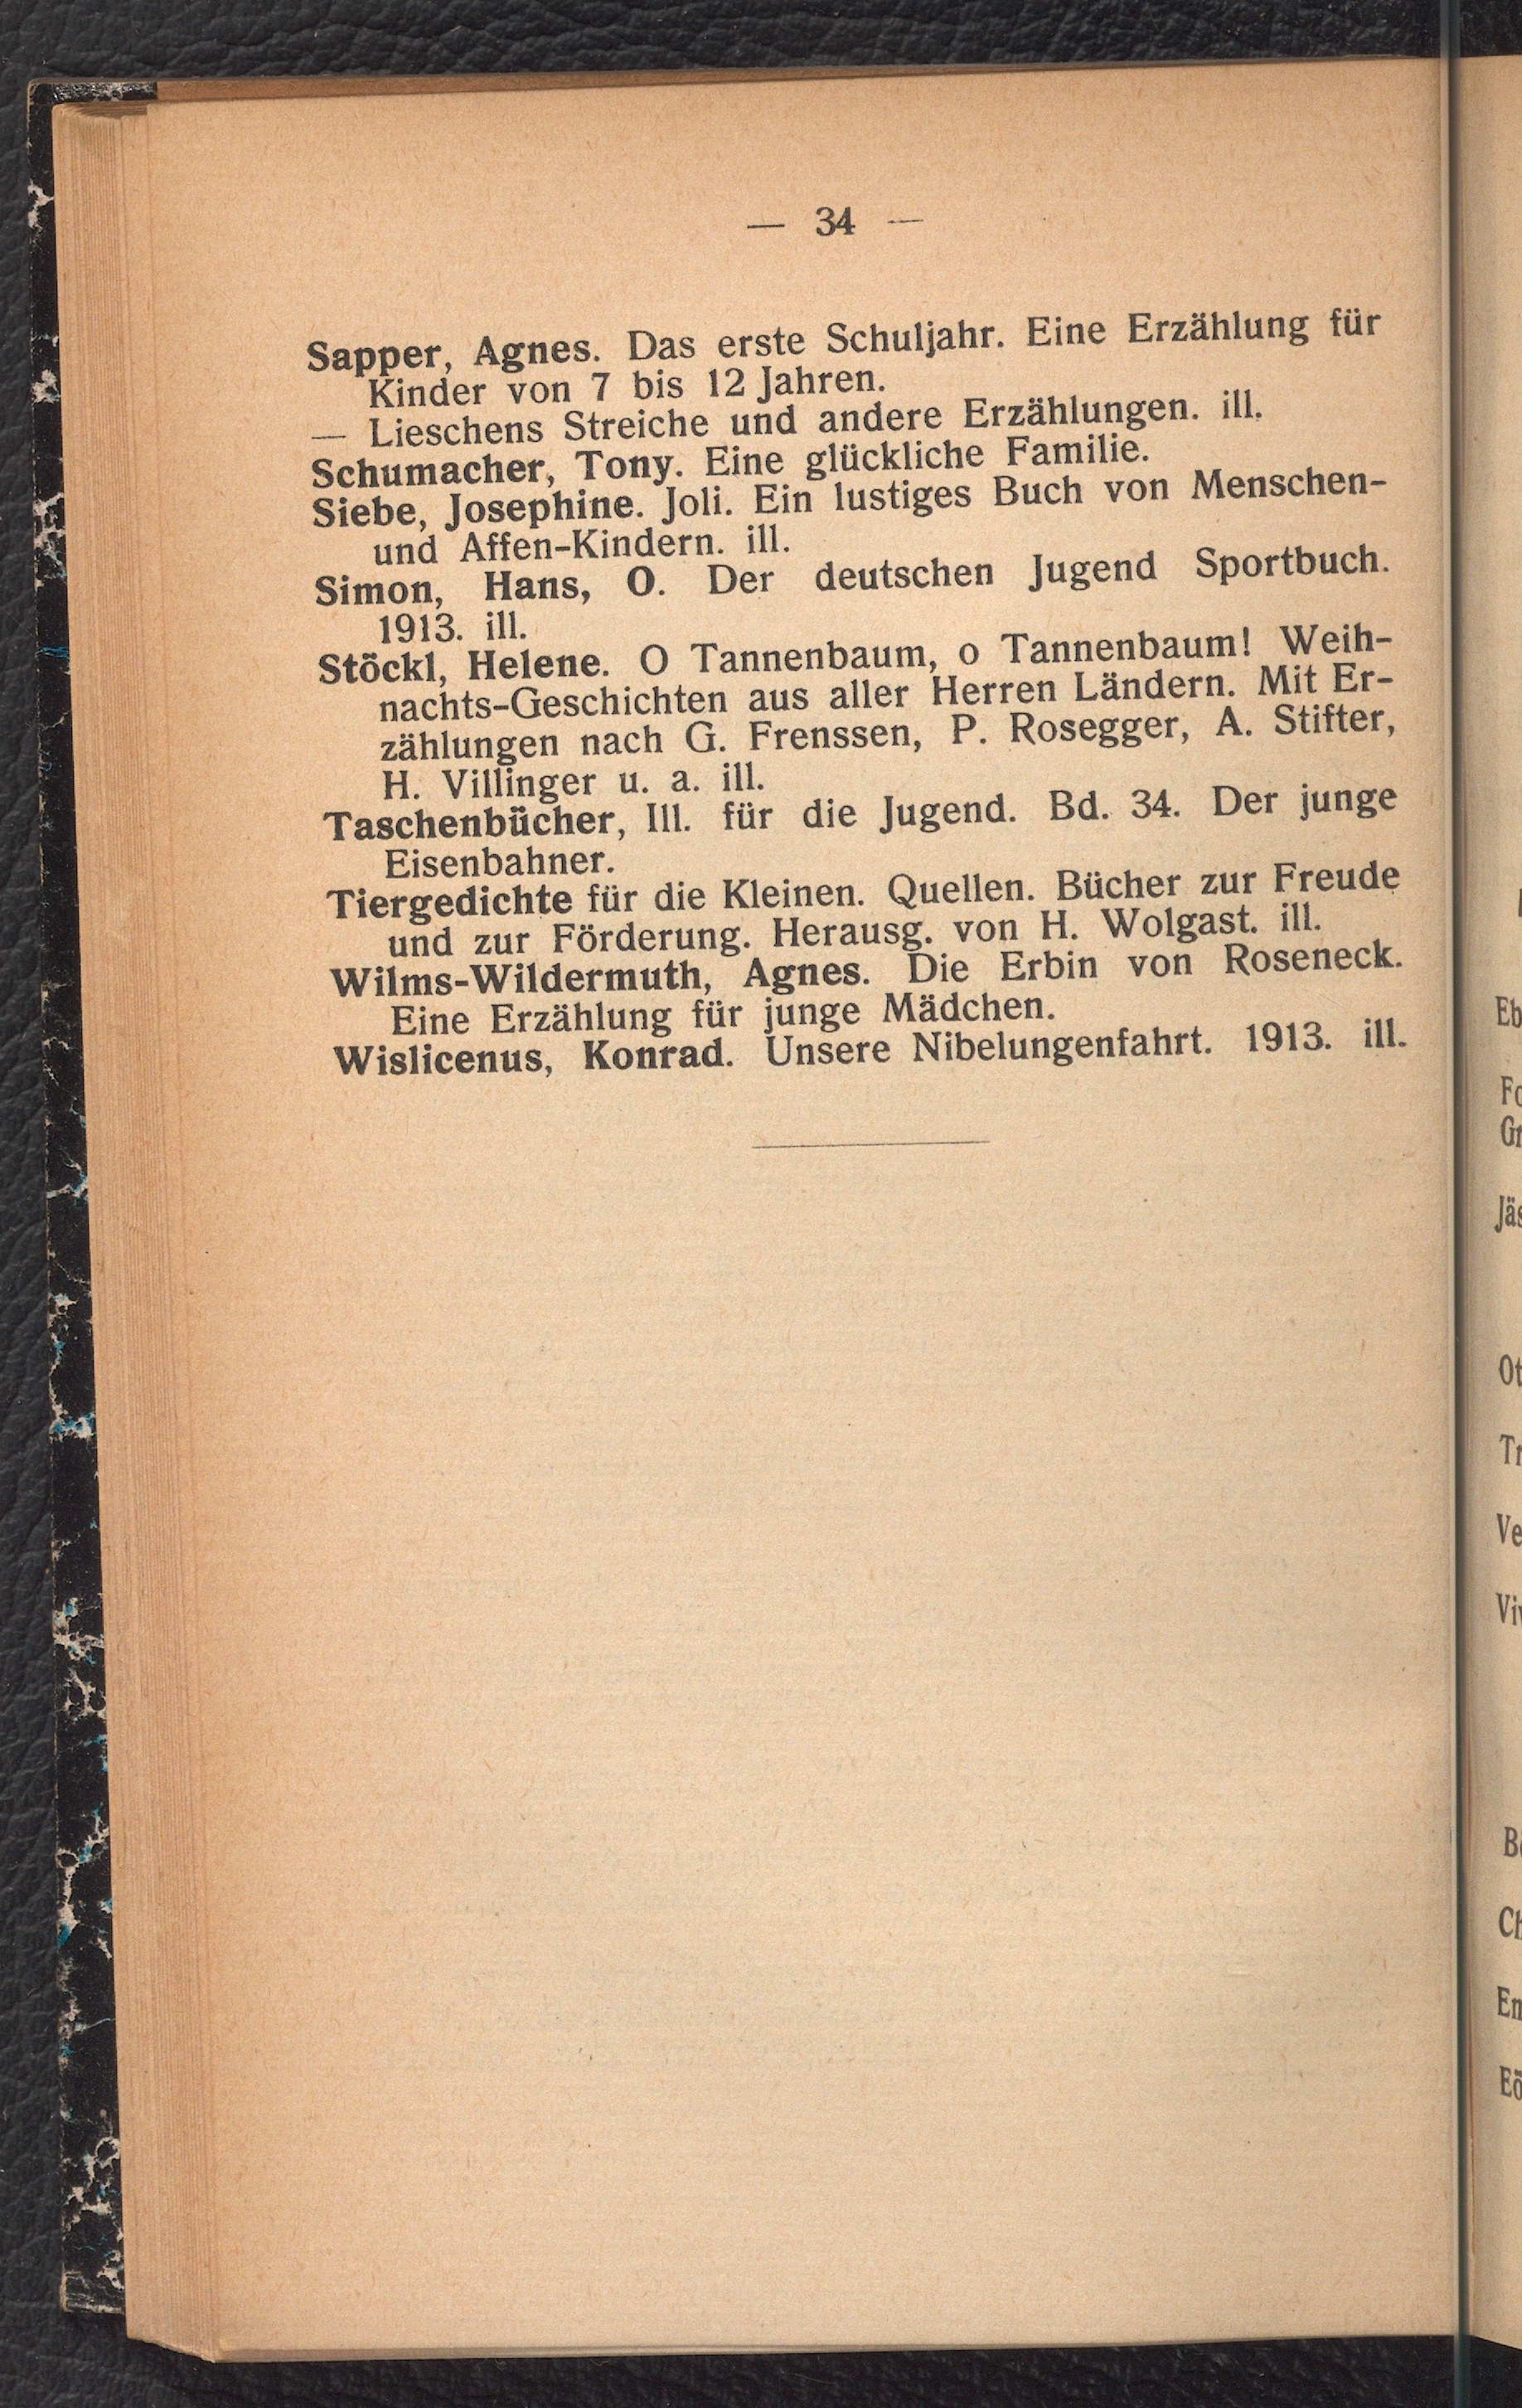 — 34 —
Sapper, Agnes. Das erste Schuljahr. Eine Erzählung für
Kinder von 7 bis 12 Jahren.
— Lieschens Streiche und andere Erzählungen. ill.
Schumacher, Tony. Eine glückliche Familie.
Siebe, Josephine. Joli. Ein lustiges Buch von Menschen-
und Affen-Kindern. ill.
Simon, Hans, O. Der deutschen Jugend Sportbuch.
1913. ill.
Stöckl, Helene. O Tannenbaum, o Tannenbaum! Weih-
nachts-Geschichten aus aller Herren Ländern. Mit Er-
zählungen nach G. Frenssen, P. Rosegger, A. Stifter,
H. Villinger u. a. ill.
Taschenbücher, Ill. für die Jugend. Bd. 34. Der junge
Eisenbahner.
Tiergedichte für die Kleinen. Quellen. Bücher zur Freude
und zur Förderung. Herausg. von H. Wolgast. ill.
Wilms-Wildermuth, Agnes. Die Erbin von Roseneck.
Eine Erzählung für junge Mädchen.
Wislicenus, Konrad. Unsere Nibelungenfahrt. 1913. ill.